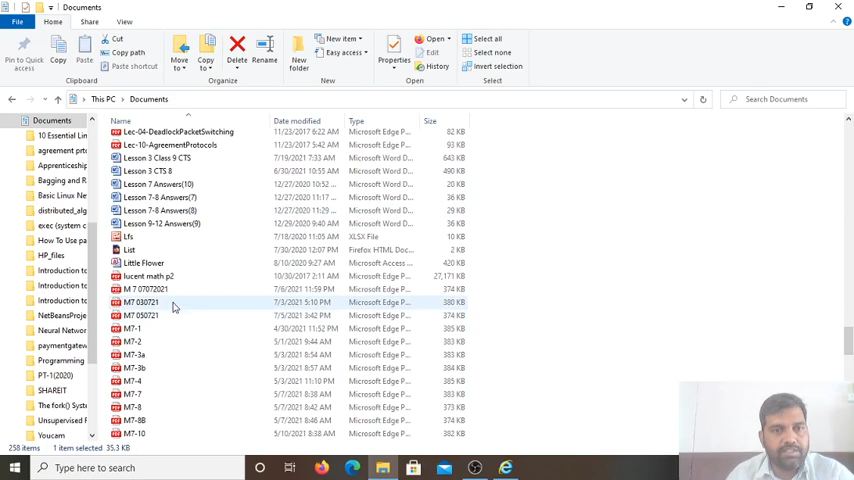 Documents
File Home Share View
Pin to Quick access
Copy
Paste
Cut
Copy path
Paste shortcut
Clipboard
Move to
Copy to
Delete
Rename
Organize
New folder
New item
Easy access
New
Properties
Open
Edit
History
Open
Select all
Select none
Invert selection
Select
This PC > Documents
Search Documents
Documents
10 Essential Lin
agreement prto
Apprenticeship
Bagging and R
Basic Linux Ne
distributed_alg
exec (system c
How To Use Pa
HP_files
Introduction to
Introduction to
Introduction to
NetBeansProje
Neural Network
paymentgatew
Programming
PT-1(2020)
SHAREIT
The fork() Syste
Unsupervised F
Youcam
Name Date modified Type Size
Lec-04-DeadlockPacketSwitching 11/23/2017 6:22 AM Microsoft Edge P... 82 KB
Lec-10-AgreementProtocols 11/23/2017 5:42 AM Microsoft Edge P... 93 KB
Lesson 3 Class 9 CTS 7/19/2021 7:33 AM Microsoft Word D... 643 KB
Lesson 3 CTS 8 6/30/2021 10:55 AM Microsoft Word D... 490 KB
Lesson 7 Answers(10) 12/27/2020 10:52 ... Microsoft Word D... 20 KB
Lesson 7-8 Answers(7) 12/27/2020 11:17 ... Microsoft Word D... 36 KB
Lesson 7-8 Answers(8) 12/27/2020 11:29 ... Microsoft Word D... 29 KB
Lesson 9-12 Answers(9) 12/29/2020 9:40 AM Microsoft Word D... 36 KB
Lfs 7/18/2020 11:05 AM XLSX File 10 KB
List 7/30/2020 12:07 PM Firefox HTML Doc... 2 KB
Little Flower 8/10/2020 9:27 AM Microsoft Access ... 420 KB
lucent math p2 10/30/2017 2:11 AM Microsoft Edge P... 27,171 KB
M 7 07072021 7/6/2021 11:59 PM Microsoft Edge P... 374 KB
M7 030721 7/3/2021 5:10 PM Microsoft Edge P... 380 KB
M7 050721 7/5/2021 3:42 PM Microsoft Edge P... 374 KB
M7-1 4/30/2021 11:52 PM Microsoft Edge P... 385 KB
M7-2 5/1/2021 9:44 AM Microsoft Edge P... 383 KB
M7-3a 5/3/2021 8:54 AM Microsoft Edge P... 382 KB
M7-3b 5/3/2021 8:57 AM Microsoft Edge P... 384 KB
M7-4 5/3/2021 11:10 PM Microsoft Edge P... 385 KB
M7-7 5/7/2021 8:38 AM Microsoft Edge P... 383 KB
M7-8 5/7/2021 8:42 AM Microsoft Edge P... 373 KB
M7-8B 5/7/2021 8:46 AM Microsoft Edge P... 374 KB
M7-10 5/10/2021 8:38 AM Microsoft Edge P... 382 KB
258 items 1 item selected 35.3 KB
Type here to search